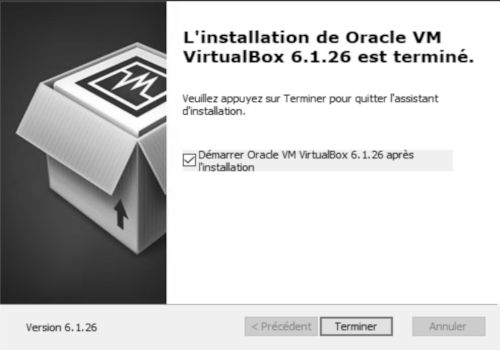 L'installation de Oracle VM
VirtualBox 6.1.26 est terminé.
Veuillez appuyez sur Terminer pour quitter l'assistant
d'installation.
Démarrer Oracle VM VirtualBox 6.1.26 après
l'installation
Version 6.1.26
< Précédent
Terminer
Annuler